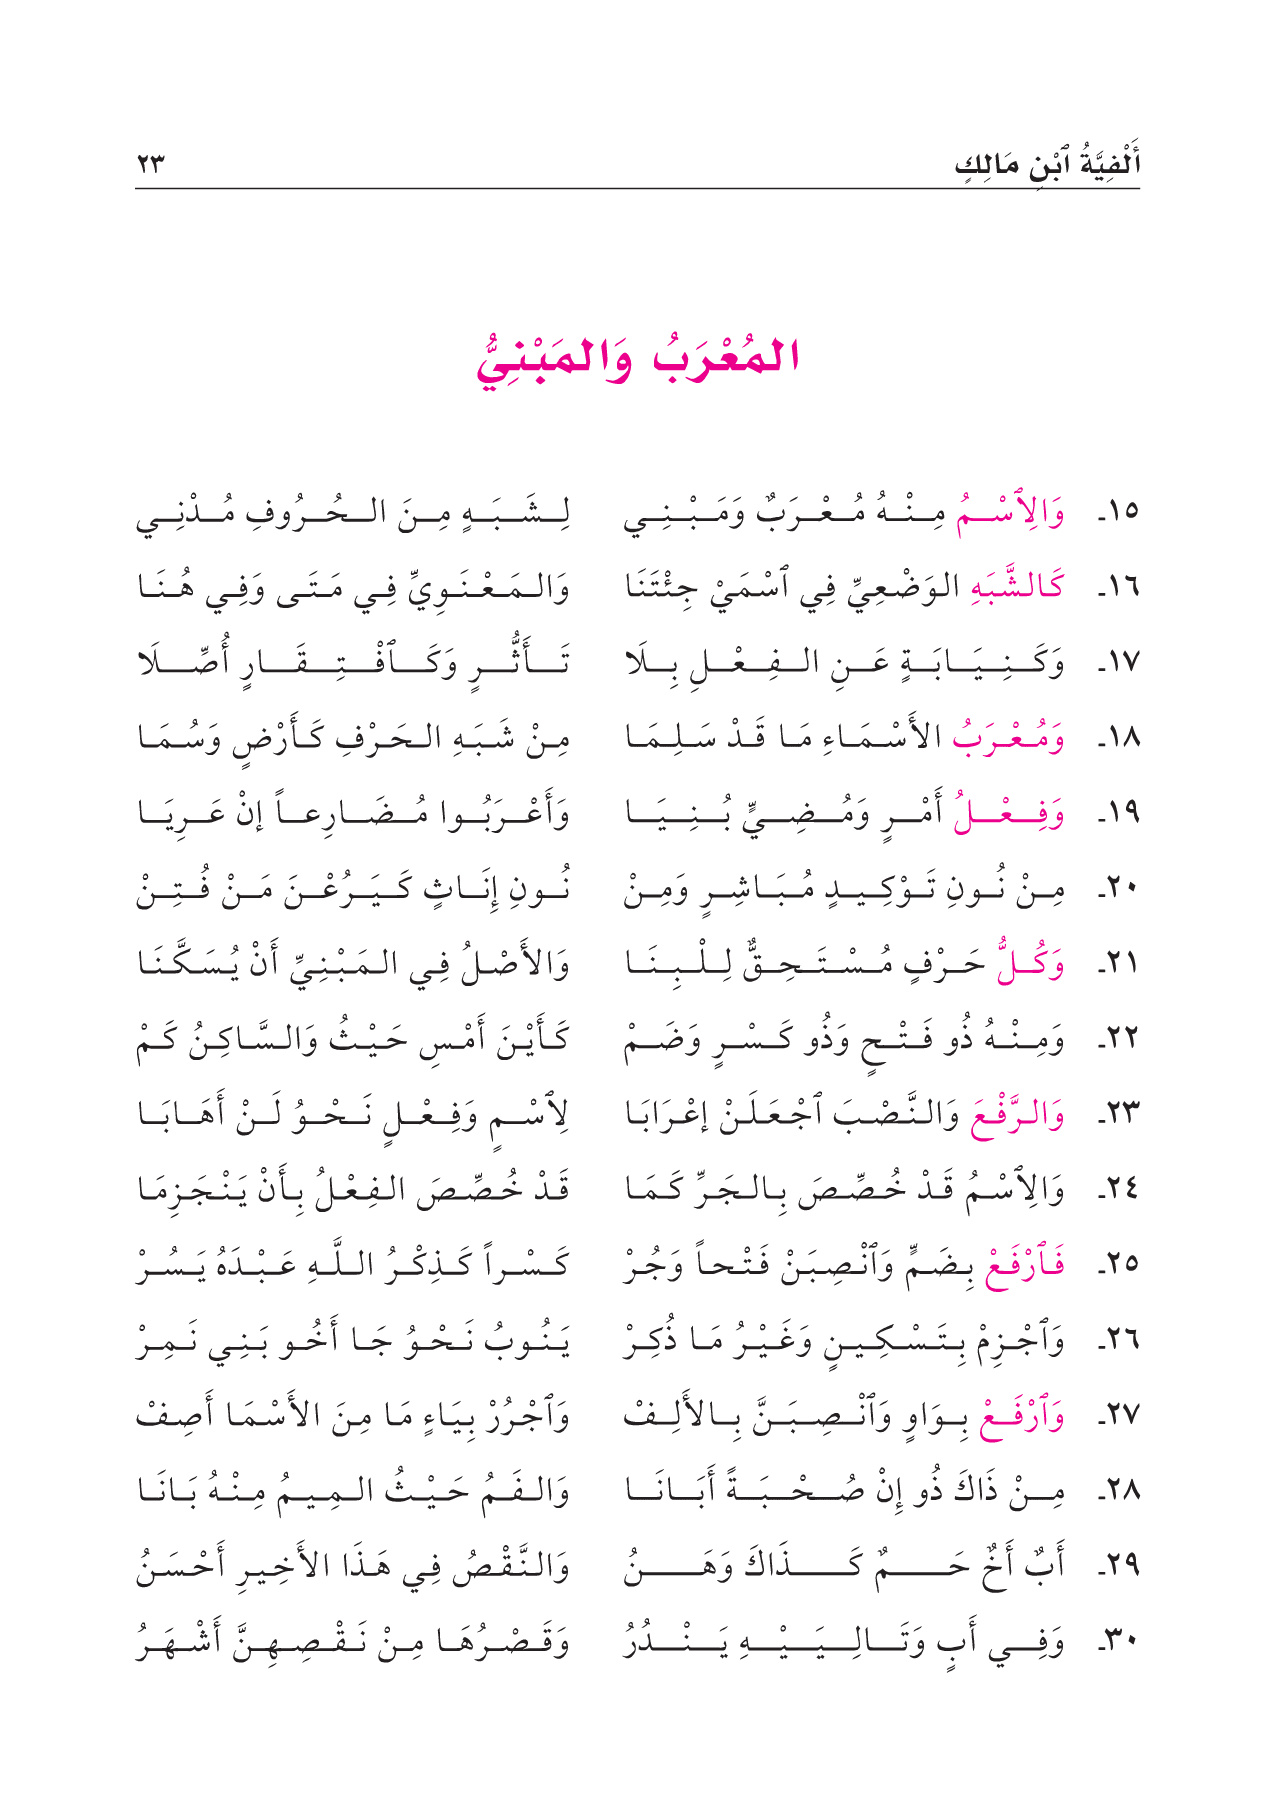 أَلْفِيَّةُ ٱبْنِ مَالِكٍ ٢٣
المُعْرَبُ وَالمَبْنِيُّ
١٥- وَالِٱسْمُ مِنْهُ مُعْرَبٌ وَمَبْنِي لِشَبَهٍ مِنَ الحُرُوفِ مُدْنِي
١٦- كَالشَّبَهِ الوَضْعِيِّ فِي ٱسْمَيْ جِئْتَنَا وَالمَعْنَوِيِّ فِي مَتَى وَفِي هُنَا
١٧- وَكَنِيَابَةٍ عَنِ الفِعْلِ بِلَا تَأَثُّرٍ وَكَٱفْتِقَارٍ أُصِّلَا
١٨- وَمُعْرَبُ الأَسْمَاءِ مَا قَدْ سَلِمَا مِنْ شَبَهِ الحَرْفِ كَأَرْضٍ وَسُمَا
١٩- وَفِعْلُ أَمْرٍ وَمُضِيٍّ بُنِيَا وَأَعْرَبُوا مُضَارِعاً إنْ عَرِيَا
٢٠- مِنْ نُونِ تَوْكِيدٍ مُبَاشِرٍ وَمِنْ نُونِ إِنَاثٍ كَيَرُعْنَ مَنْ فُتِنْ
٢١- وَكُلُّ حَرْفٍ مُسْتَحِقٌّ لِلْبِنَا وَالأَصْلُ فِي المَبْنِيِّ أَنْ يُسَكَّنَا
٢٢- وَمِنْهُ ذُو فَتْحٍ وَذُو كَسْرٍ وَضَمْ كَأَيْنَ أَمْسِ حَيْثُ وَالسَّاكِنُ كَمْ
٢٣- وَالرَّفْعَ وَالنَّصْبَ ٱجْعَلَنْ إعْرَابَا لِٱسْمٍ وَفِعْلٍ نَحْوُ لَنْ أَهَابَا
٢٤- وَالِٱسْمُ قَدْ خُصِّصَ بِالجَرِّ كَمَا قَدْ خُصِّصَ الفِعْلُ بِأَنْ يَنْجَزِمَا
٢٥- فَٱرْفَعْ بِضَمٍّ وَٱنْصِبَنْ فَتْحاً وَجُرْ كَسْراً كَذِكْرُ اللَّهِ عَبْدَهُ يَسُرْ
٢٦- وَٱجْزِمْ بِتَسْكِينٍ وَغَيْرُ مَا ذُكِرْ يَنُوبُ نَحْوُ جَا أَخُو بَنِي نَمِرْ
٢٧- وَٱرْفَعْ بِوَاوٍ وَٱنْصِبَنَّ بِالأَلِفْ وَٱجْرُرْ بِيَاءٍ مَا مِنَ الأَسْمَا أَصِفْ
٢٨- مِنْ ذَاكَ ذُو إِنْ صُحْبَةً أَبَانَا وَالفَمُ حَيْثُ المِيمُ مِنْهُ بَانَا
٢٩- أَبٌ أَخٌ حَمٌ كَذَاكَ وَهَنُ وَالنَّقْصُ فِي هَذَا الأَخِيرِ أَحْسَنُ
٣٠- وَفِي أَبٍ وَتَالِيَيْهِ يَنْدُرُ وَقَصْرُهَا مِنْ نَقْصِهِنَّ أَشْهَرُ